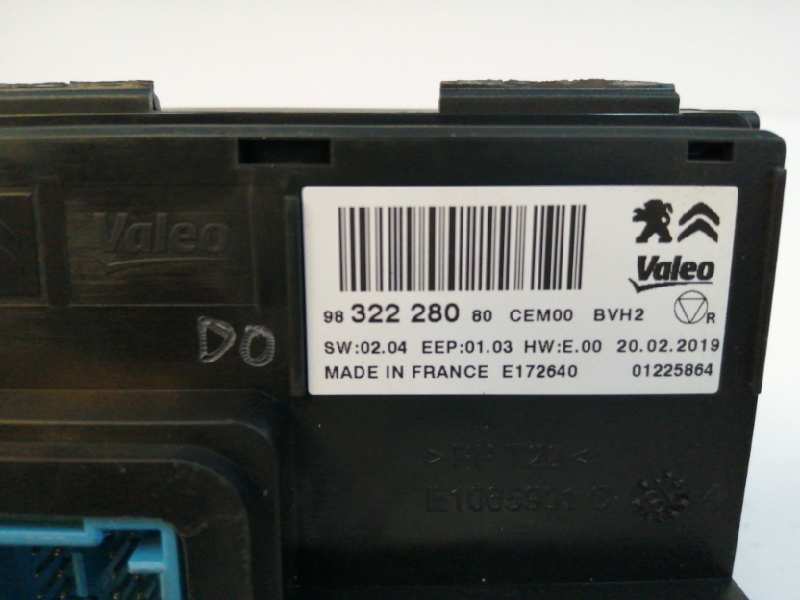 Valeo
Valeo
98 322 280 80 CEM00 BVH2
R
SW:02.04 EEP:01.03 HW:E.00 20.02.2019
MADE IN FRANCE E172640 01225864
DO